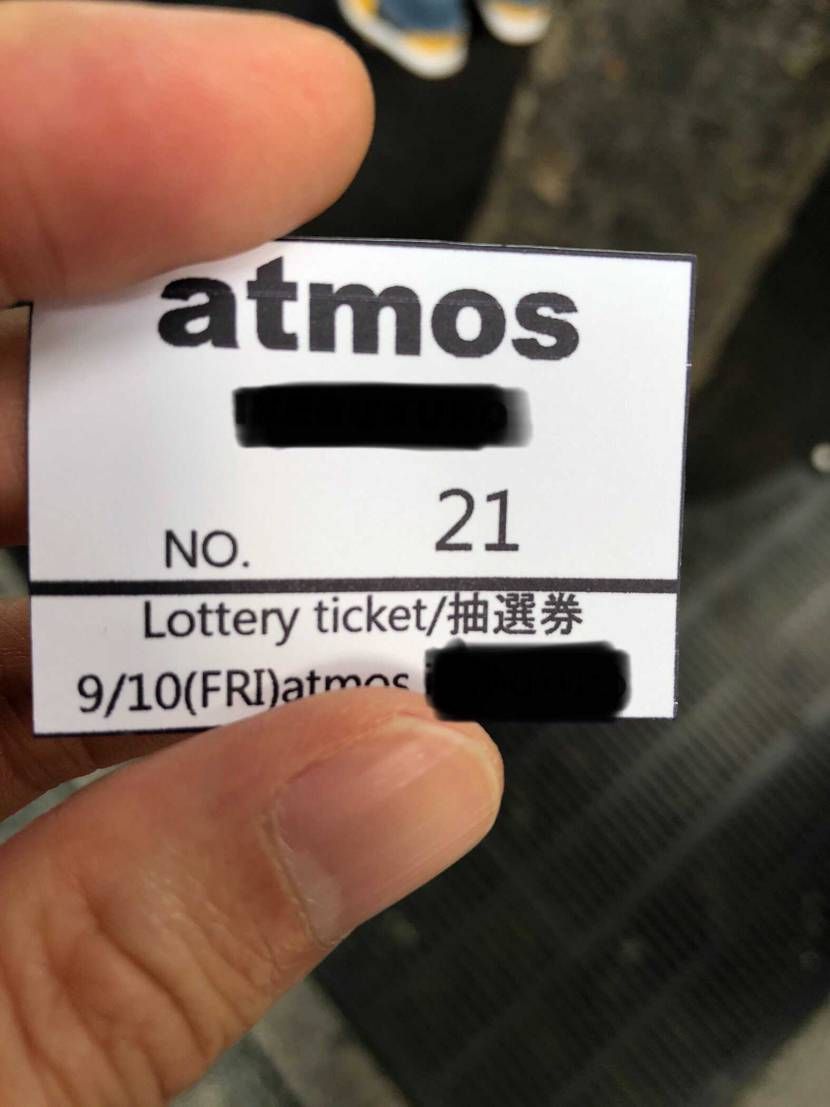 atmos
NO. 21
Lottery ticket/抽選券
9/10(FRI)atmos